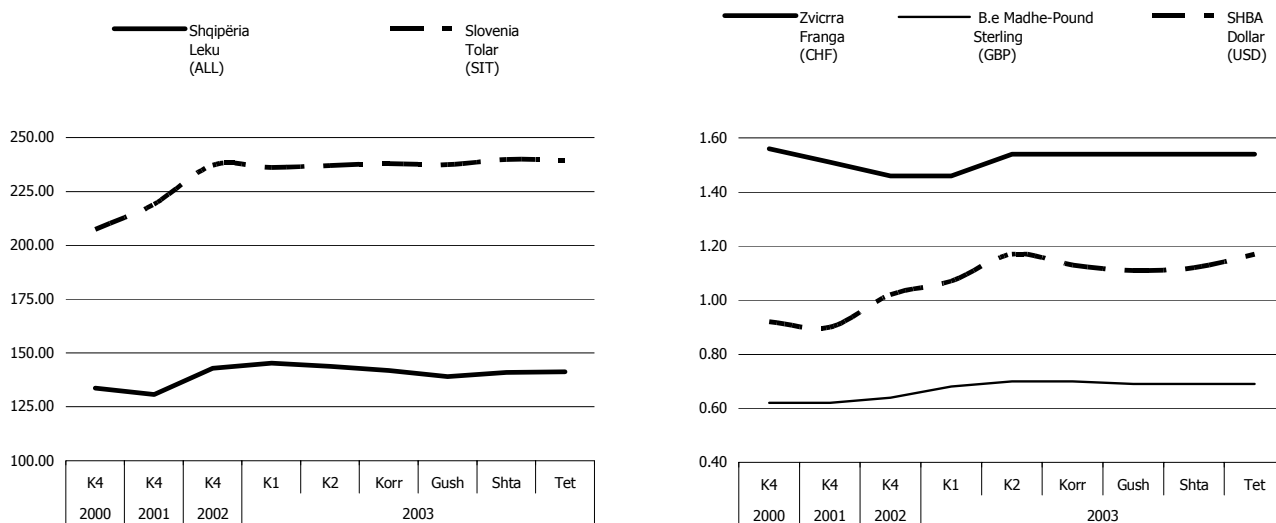 Shqipëria
Leku
(ALL)
Slovenia
Tolar
(SIT)
250.00
225.00
200.00
175.00
150.00
125.00
100.00
K4 K4 K4 K1 K2 Korr Gush Shta Tet
2000 2001 2002 2003
Zvicrra
Franga
(CHF)
B.e Madhe-Pound
Sterling
(GBP)
SHBA
Dollar
(USD)
1.60
1.40
1.20
1.00
0.80
0.60
0.40
K4 K4 K4 K1 K2 Korr Gush Shta Tet
2000 2001 2002 2003